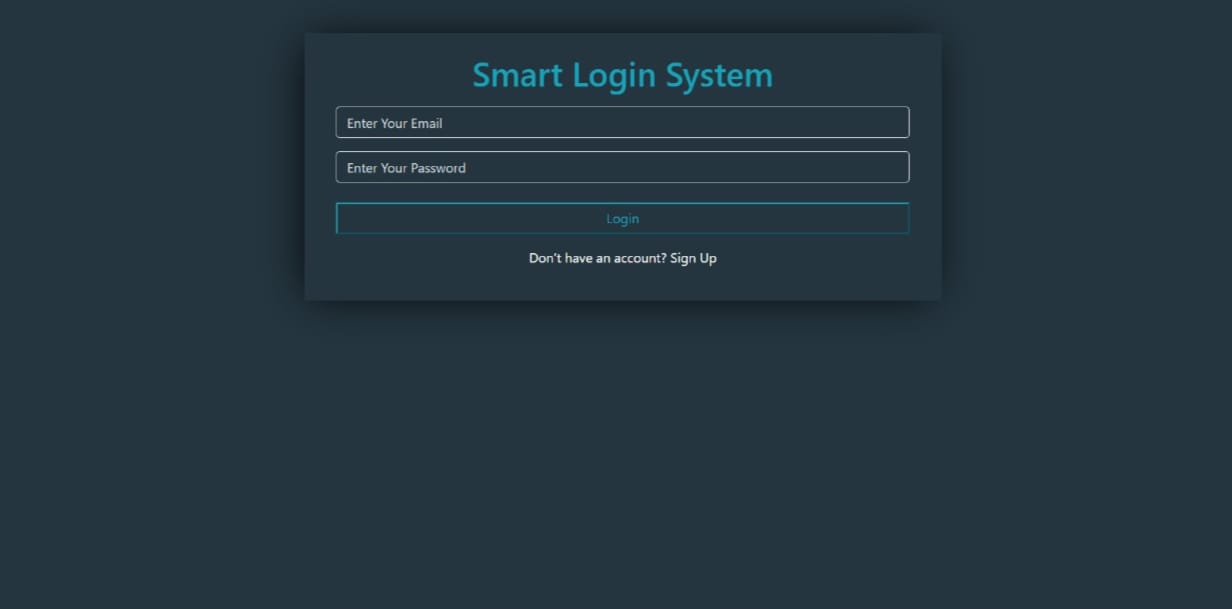 Smart Login System
Enter Your Email
Enter Your Password
Login
Don't have an account? Sign Up